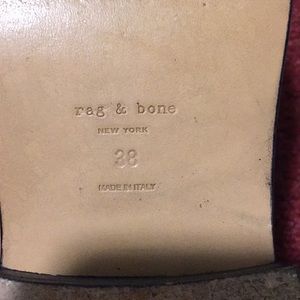 rag & bone
NEW YORK
38
MADE IN ITALY